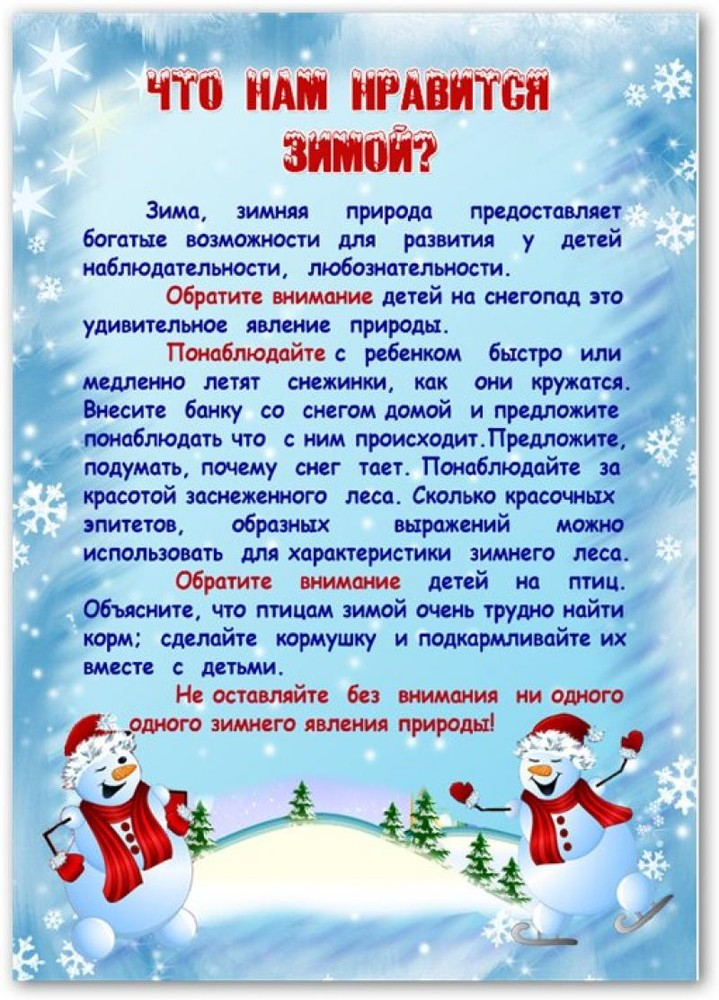 ЧТО НАМ НРАВИТСЯ
ЗИМОЙ?
Зима, зимняя природа предоставляет
богатые возможности для развития у детей
наблюдательности, любознательности.
Обратите внимание детей на снегопад это
удивительное явление природы.
Понаблюдайте с ребенком быстро или
медленно летят снежинки, как они кружатся.
Внесите банку со снегом домой и предложите
понаблюдать что с ним происходит.Предложите,
подумать, почему снег тает. Понаблюдайте за
красотой заснеженного леса. Сколько красочных
эпитетов, образных выражений можно
использовать для характеристики зимнего леса.
Обратите внимание детей на птиц.
Объясните, что птицам зимой очень трудно найти
корм; сделайте кормушку и подкармливайте их
вместе с детьми.
Не оставляйте без внимания ни одного
одного зимнего явления природы!